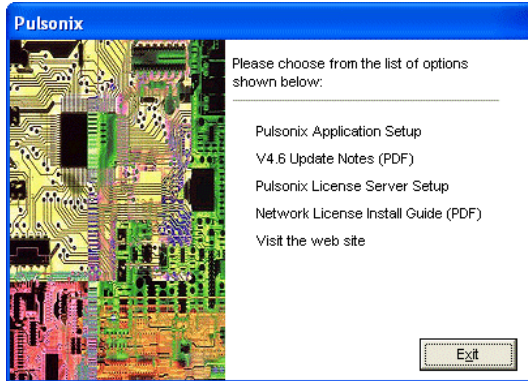 Pulsonix
Please choose from the list of options
shown below:
Pulsonix Application Setup
V4.6 Update Notes (PDF)
Pulsonix License Server Setup
Network License Install Guide (PDF)
Visit the web site
Exit